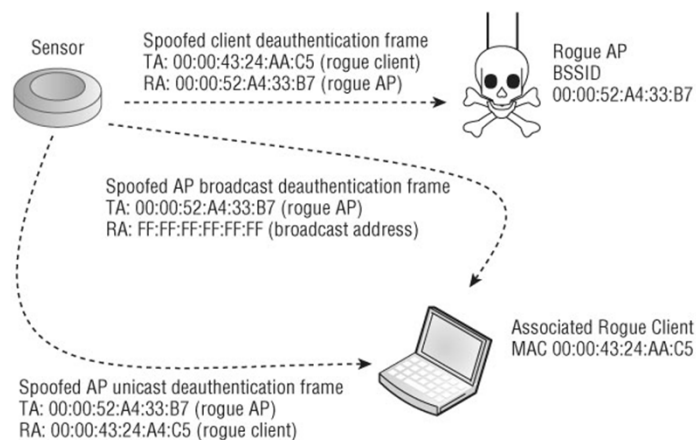 Sensor
Spoofed client deauthentication frame
TA: 00:00:43:24:AA:C5 (rogue client)
RA: 00:00:52:A4:33:B7 (rogue AP)
Rogue AP
BSSID
00:00:52:A4:33:B7
Spoofed AP broadcast deauthentication frame
TA: 00:00:52:A4:33:B7 (rogue AP)
RA: FF:FF:FF:FF:FF:FF (broadcast address)
Associated Rogue Client
MAC 00:00:43:24:AA:C5
Spoofed AP unicast deauthentication frame
TA: 00:00:52:A4:33:B7 (rogue AP)
RA: 00:00:43:24:A4:C5 (rogue client)